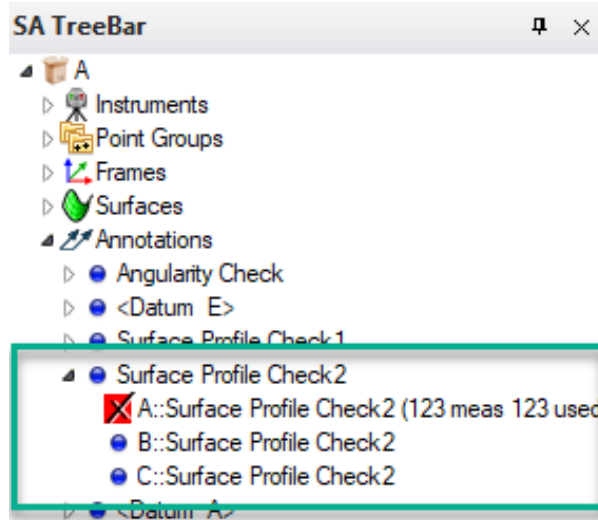 SA TreeBar
A
Instruments
Point Groups
Frames
Surfaces
Annotations
Angularity Check
<Datum E>
Surface Profile Check1
Surface Profile Check2
A::Surface Profile Check2 (123 meas 123 used
B::Surface Profile Check2
C::Surface Profile Check2
<Datum A>